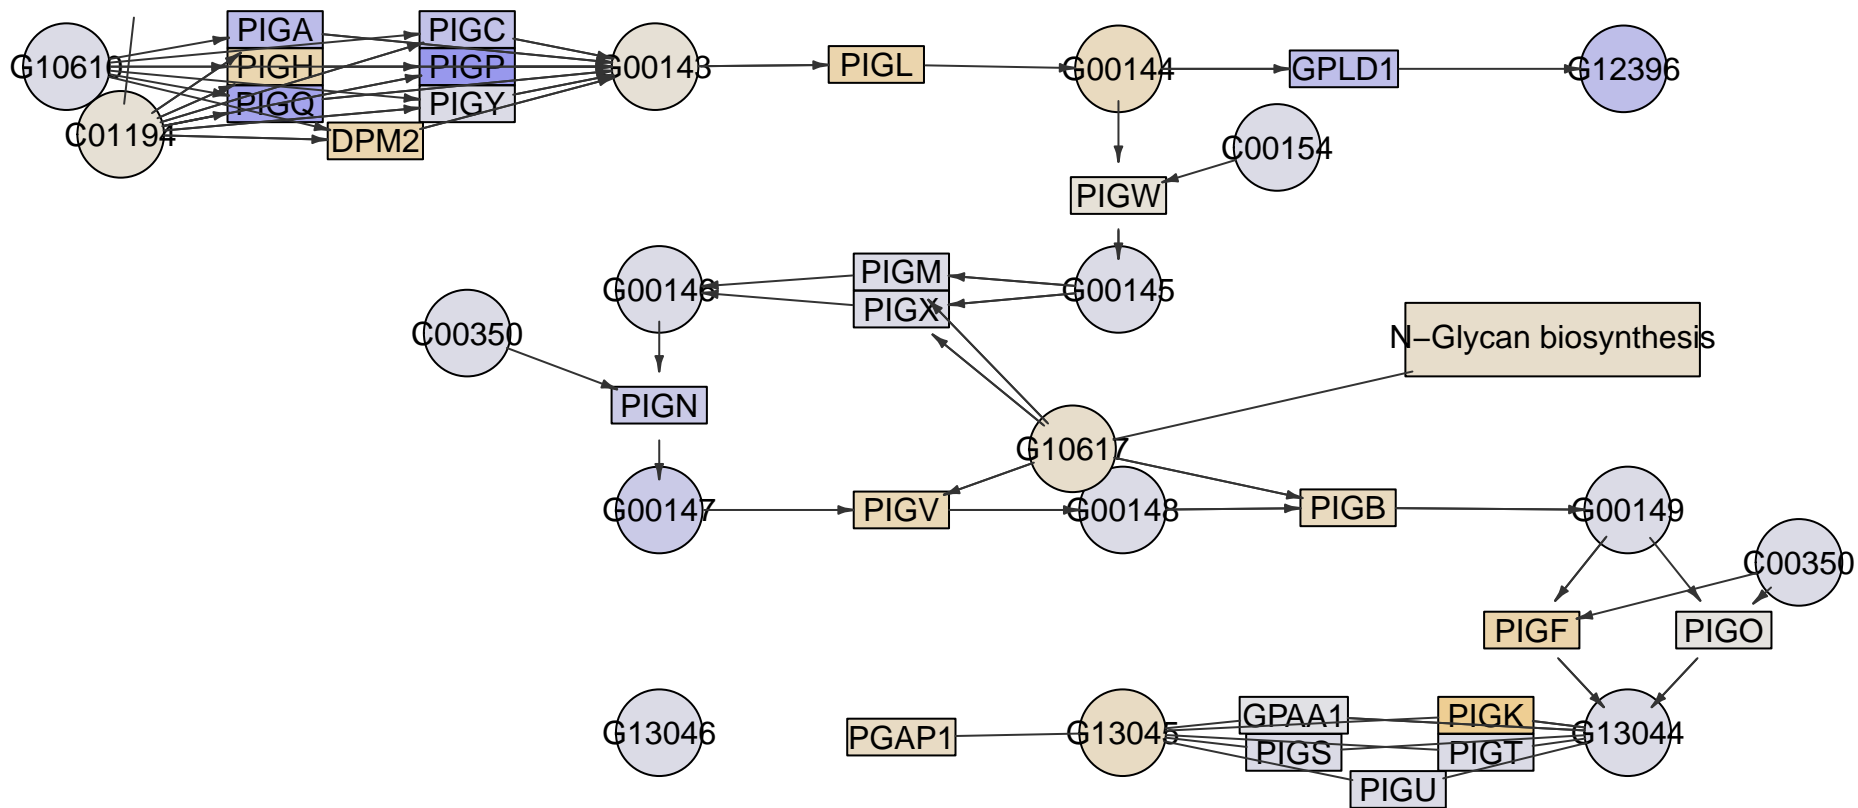 PIGA
PIGC
G10610
PIGH
PIGP
G00143
PIGL
G00144
GPLD1
G12396
PIGQ
PIGY
C01194
DPM2
C00154
PIGW
PIGM
G00146
G00145
PIGX
C00350
N−Glycan biosynthesis
PIGN
G10617
G00147
PIGV
G00148
PIGB
G00149
C00350
PIGF
PIGO
GPAA1
PIGK
G13046
PGAP1
G13045
G13044
PIGS
PIGT
PIGU